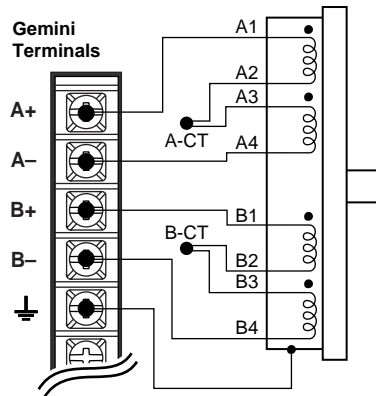 Gemini
Terminals
A1
A2
A+
A3
A-CT
A–
A4
B+
B1
B-CT
B–
B2
B3
B4